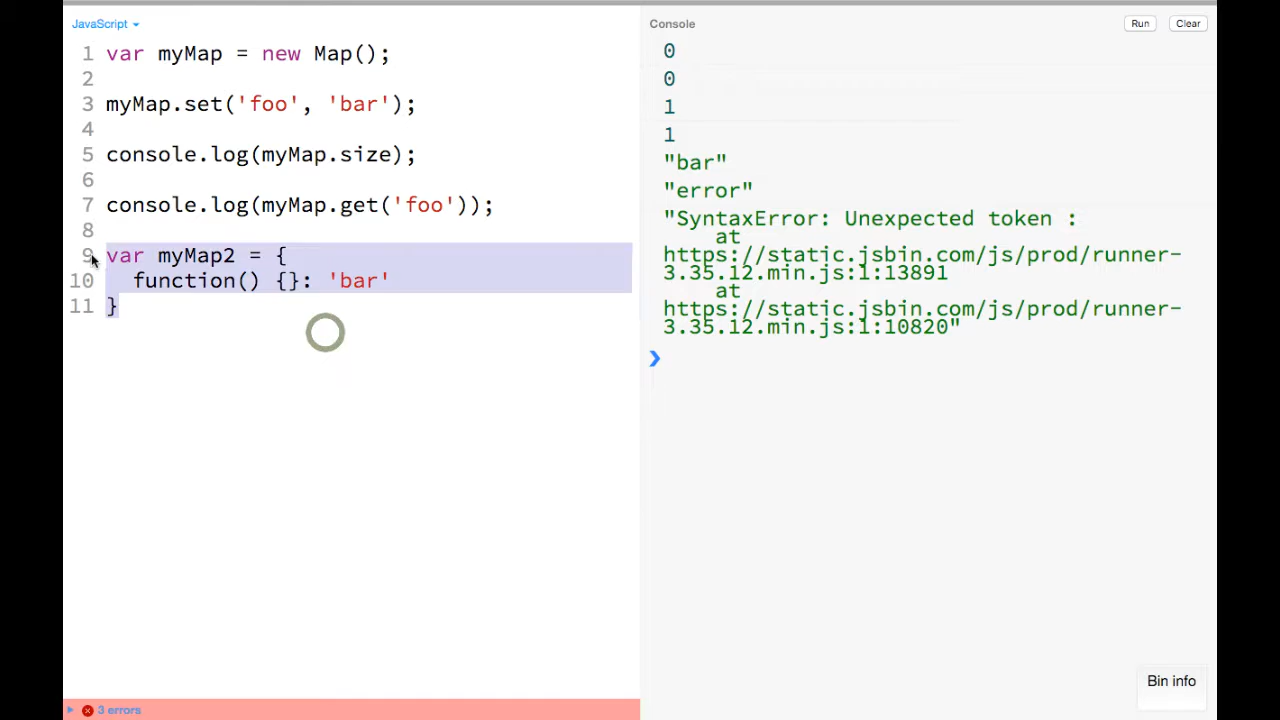 JavaScript
1 var myMap = new Map();
2
3 myMap.set('foo', 'bar');
4
5 console.log(myMap.size);
6
7 console.log(myMap.get('foo'));
8
9 var myMap2 = {
10 function() {}: 'bar'
11 }
3 errors
Console
Run
Clear
0
0
1
1
"bar"
"error"
"SyntaxError: Unexpected token :
at
https://static.jsbin.com/js/prod/runner-
3.35.12.min.js:1:13891
at
https://static.jsbin.com/js/prod/runner-
3.35.12.min.js:1:10820"
Bin info